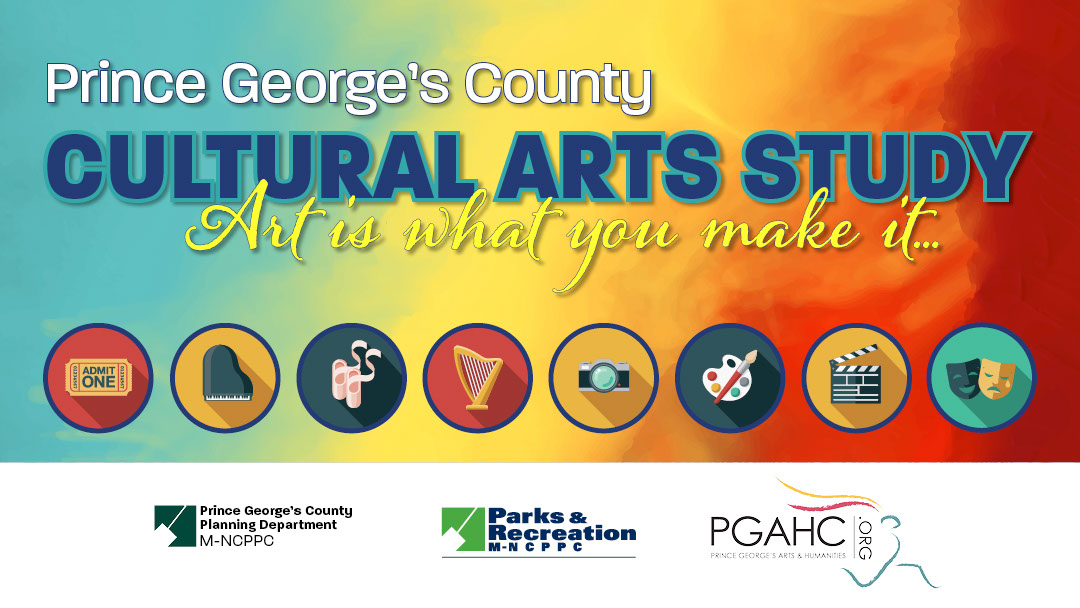 Prince George's County
CULTURAL ARTS STUDY
Art is what you make it...
ADMIT
ONE
Prince George's County
Planning Department
M-NCPPC
Parks &
Recreation
M-NCPPC
PGAHC
.ORG
PRINCE GEORGE'S ARTS & HUMANITIES